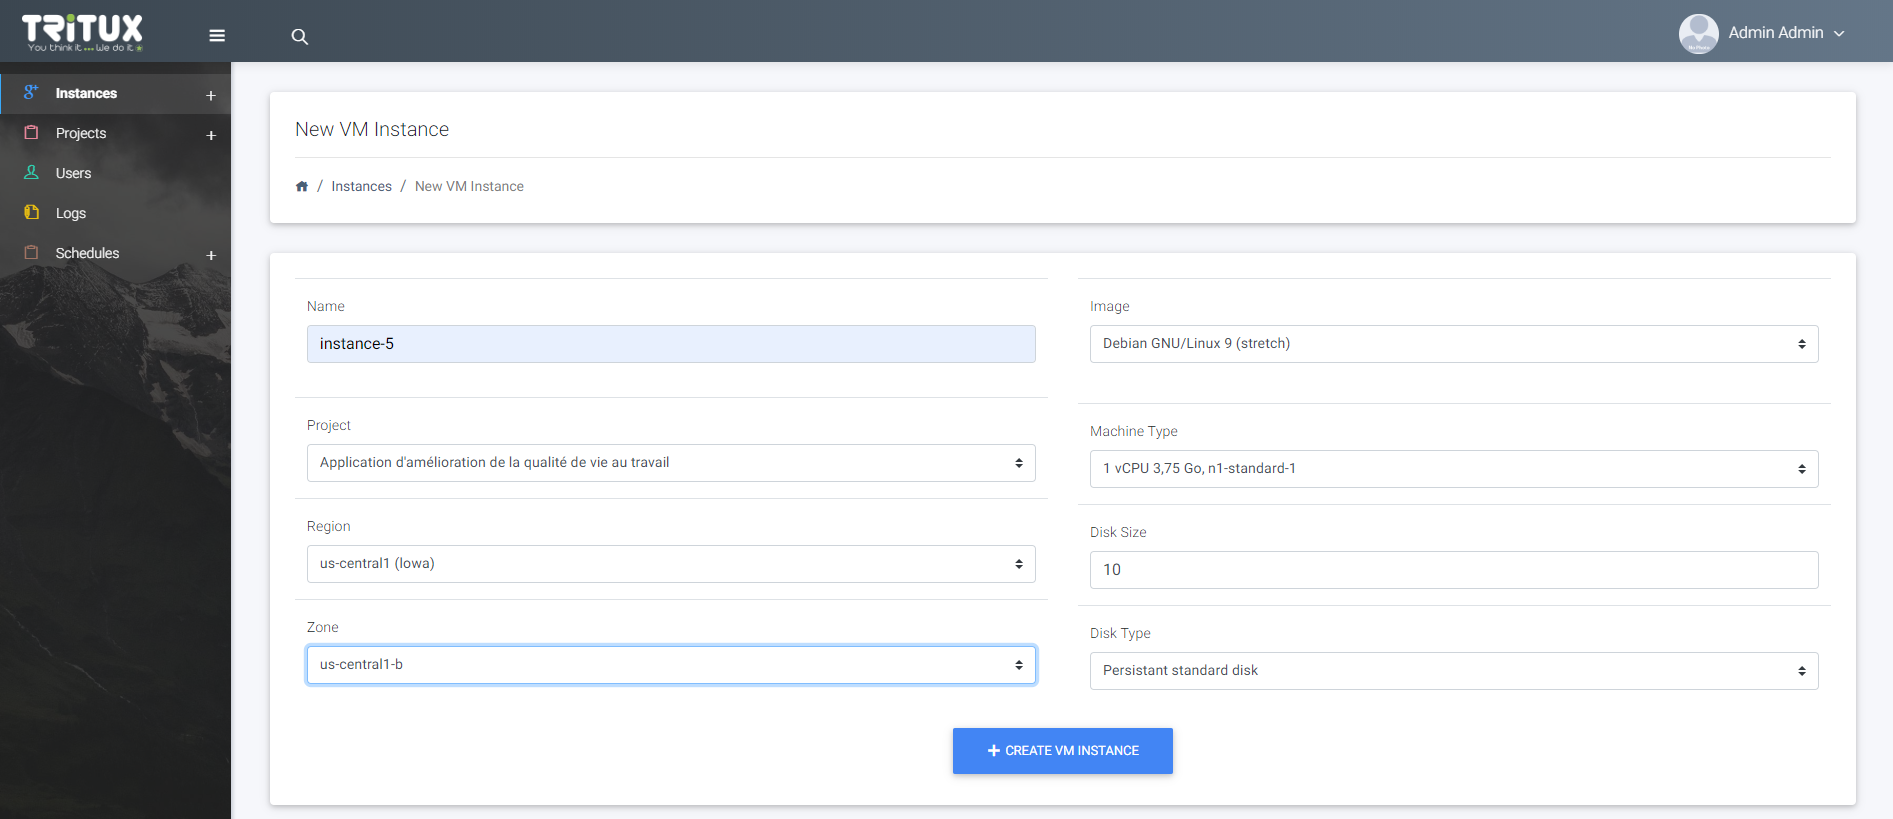 TRiTUX
You think it ... We do it
Admin Admin
Instances
Projects
Users
Logs
Schedules
New VM Instance
/ Instances / New VM Instance
Name
instance-5
Project
Application d'amélioration de la qualité de vie au travail
Region
us-central1 (Iowa)
Zone
us-central1-b
Image
Debian GNU/Linux 9 (stretch)
Machine Type
1 vCPU 3,75 Go, n1-standard-1
Disk Size
10
Disk Type
Persistant standard disk
+ CREATE VM INSTANCE